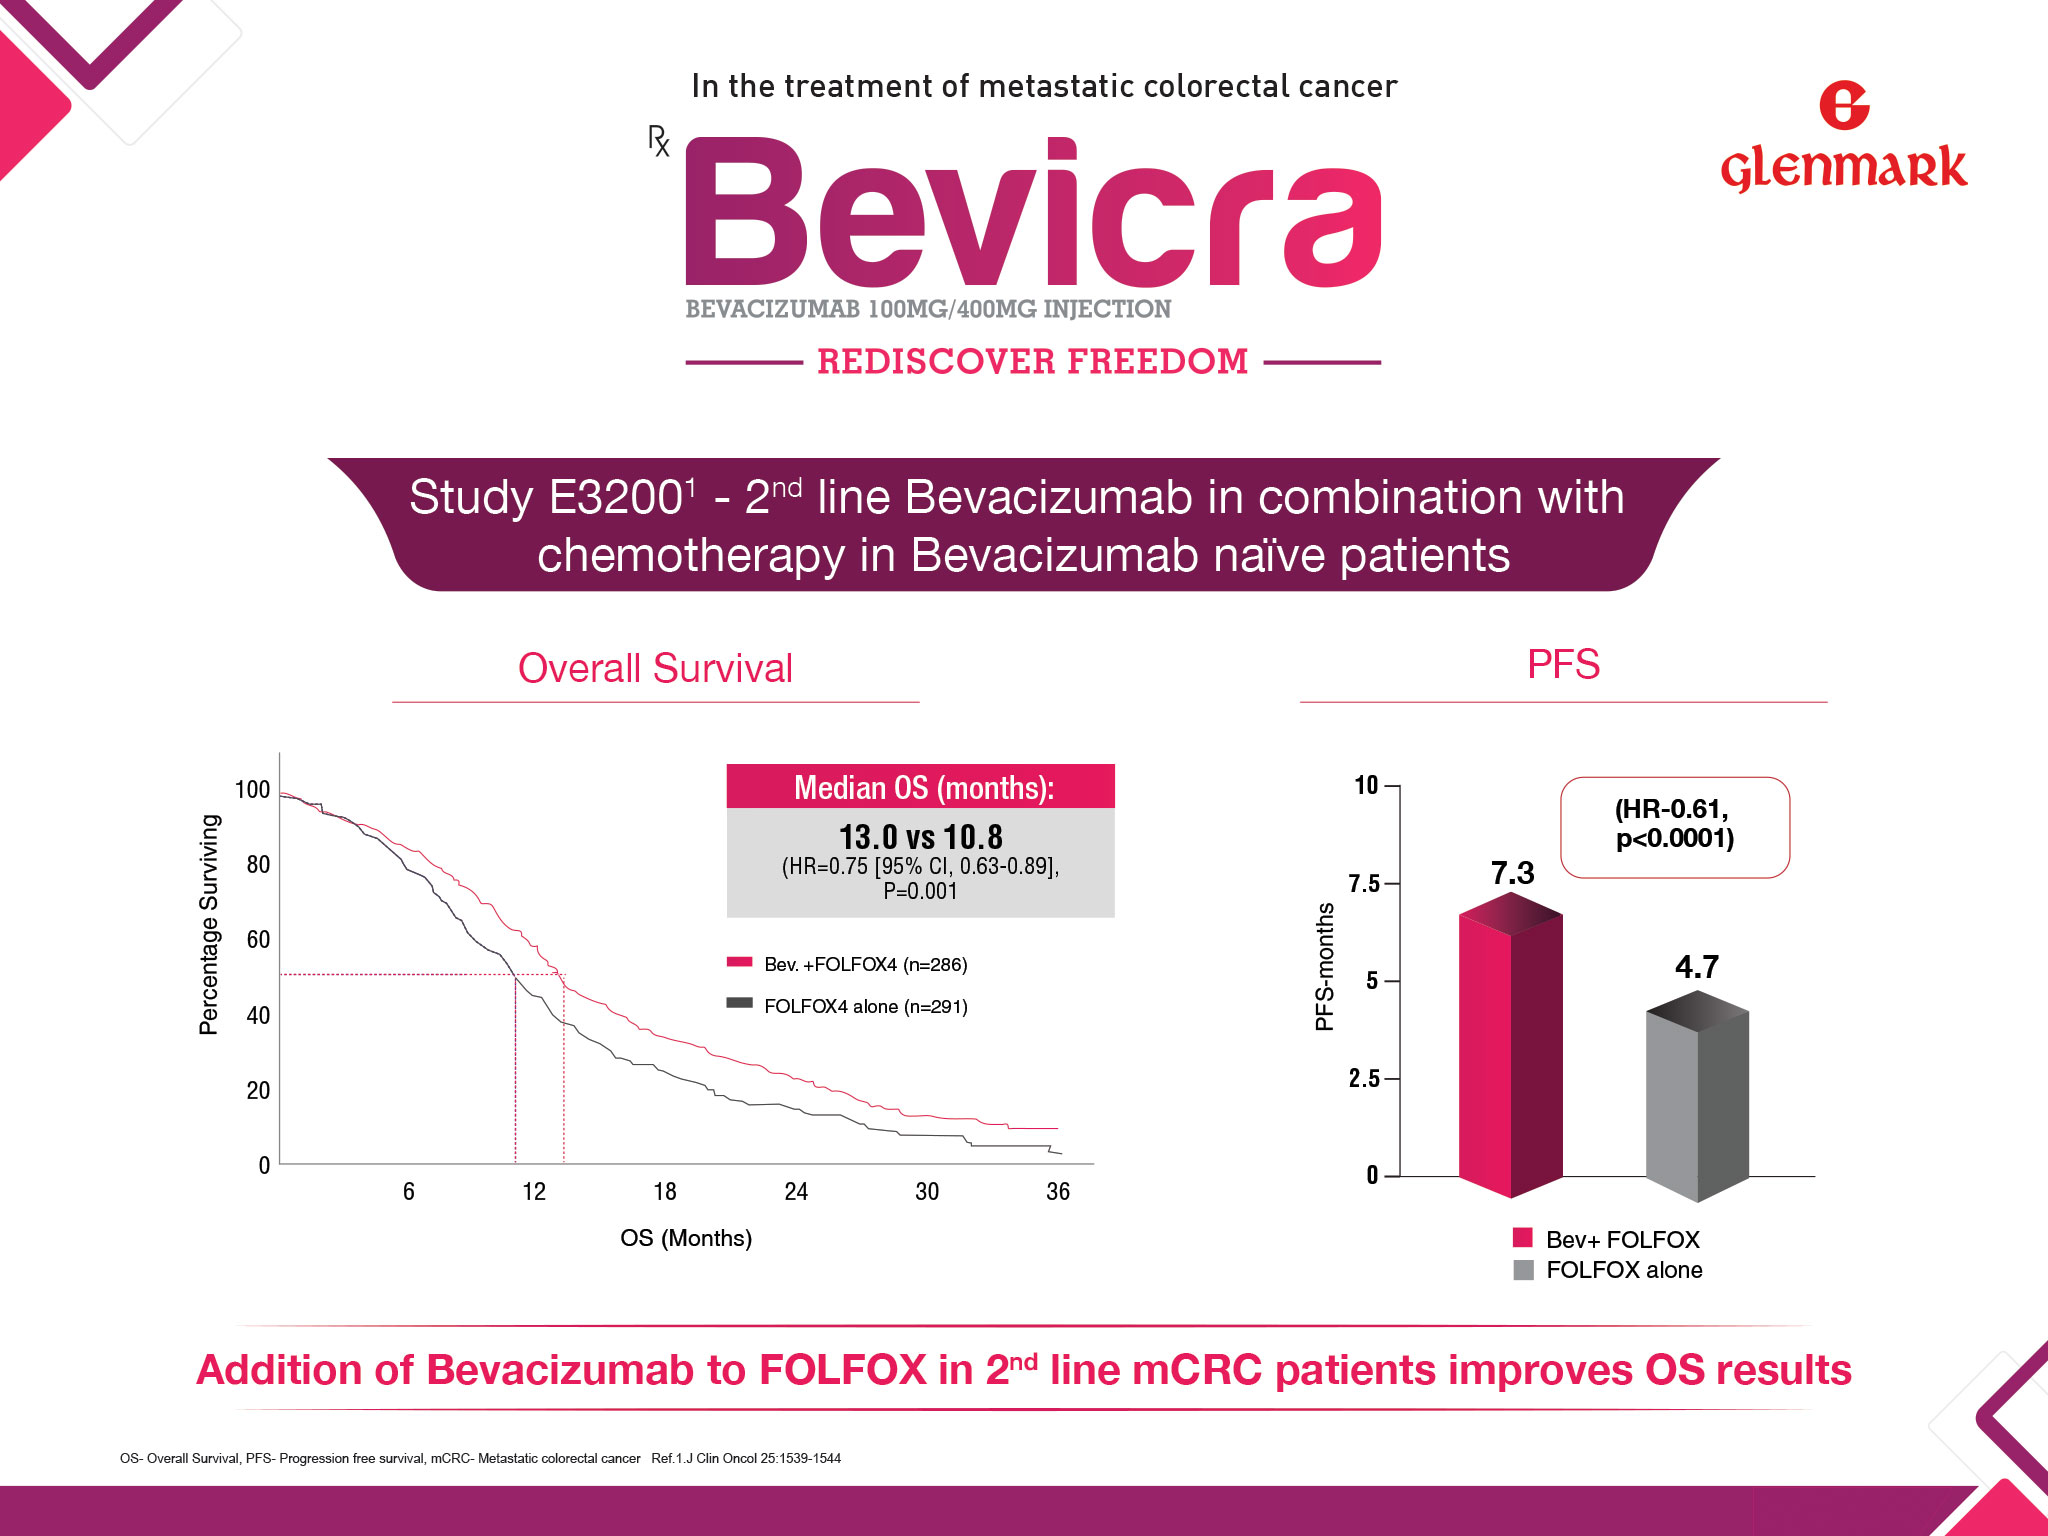 In the treatment of metastatic colorectal cancer
Rx
Bevicra
GLENMARK
BEVACIZUMAB 100MG/400MG INJECTION
REDISCOVER FREEDOM
Study E3200¹ - 2ⁿᵈ line Bevacizumab in combination with
chemotherapy in Bevacizumab naïve patients
Overall Survival
Percentage Surviving
100
80
60
40
20
0
6 12 18 24 30 36
OS (Months)
Median OS (months):
13.0 vs 10.8
(HR=0.75 [95% CI, 0.63-0.89],
P=0.001
Bev. +FOLFOX4 (n=286)
FOLFOX4 alone (n=291)
PFS
PFS-months
10
7.5
5
2.5
0
(HR-0.61,
p<0.0001)
7.3
4.7
Bev+ FOLFOX
FOLFOX alone
Addition of Bevacizumab to FOLFOX in 2ⁿᵈ line mCRC patients improves OS results
OS- Overall Survival, PFS- Progression free survival, mCRC- Metastatic colorectal cancer Ref.1.J Clin Oncol 25:1539-1544